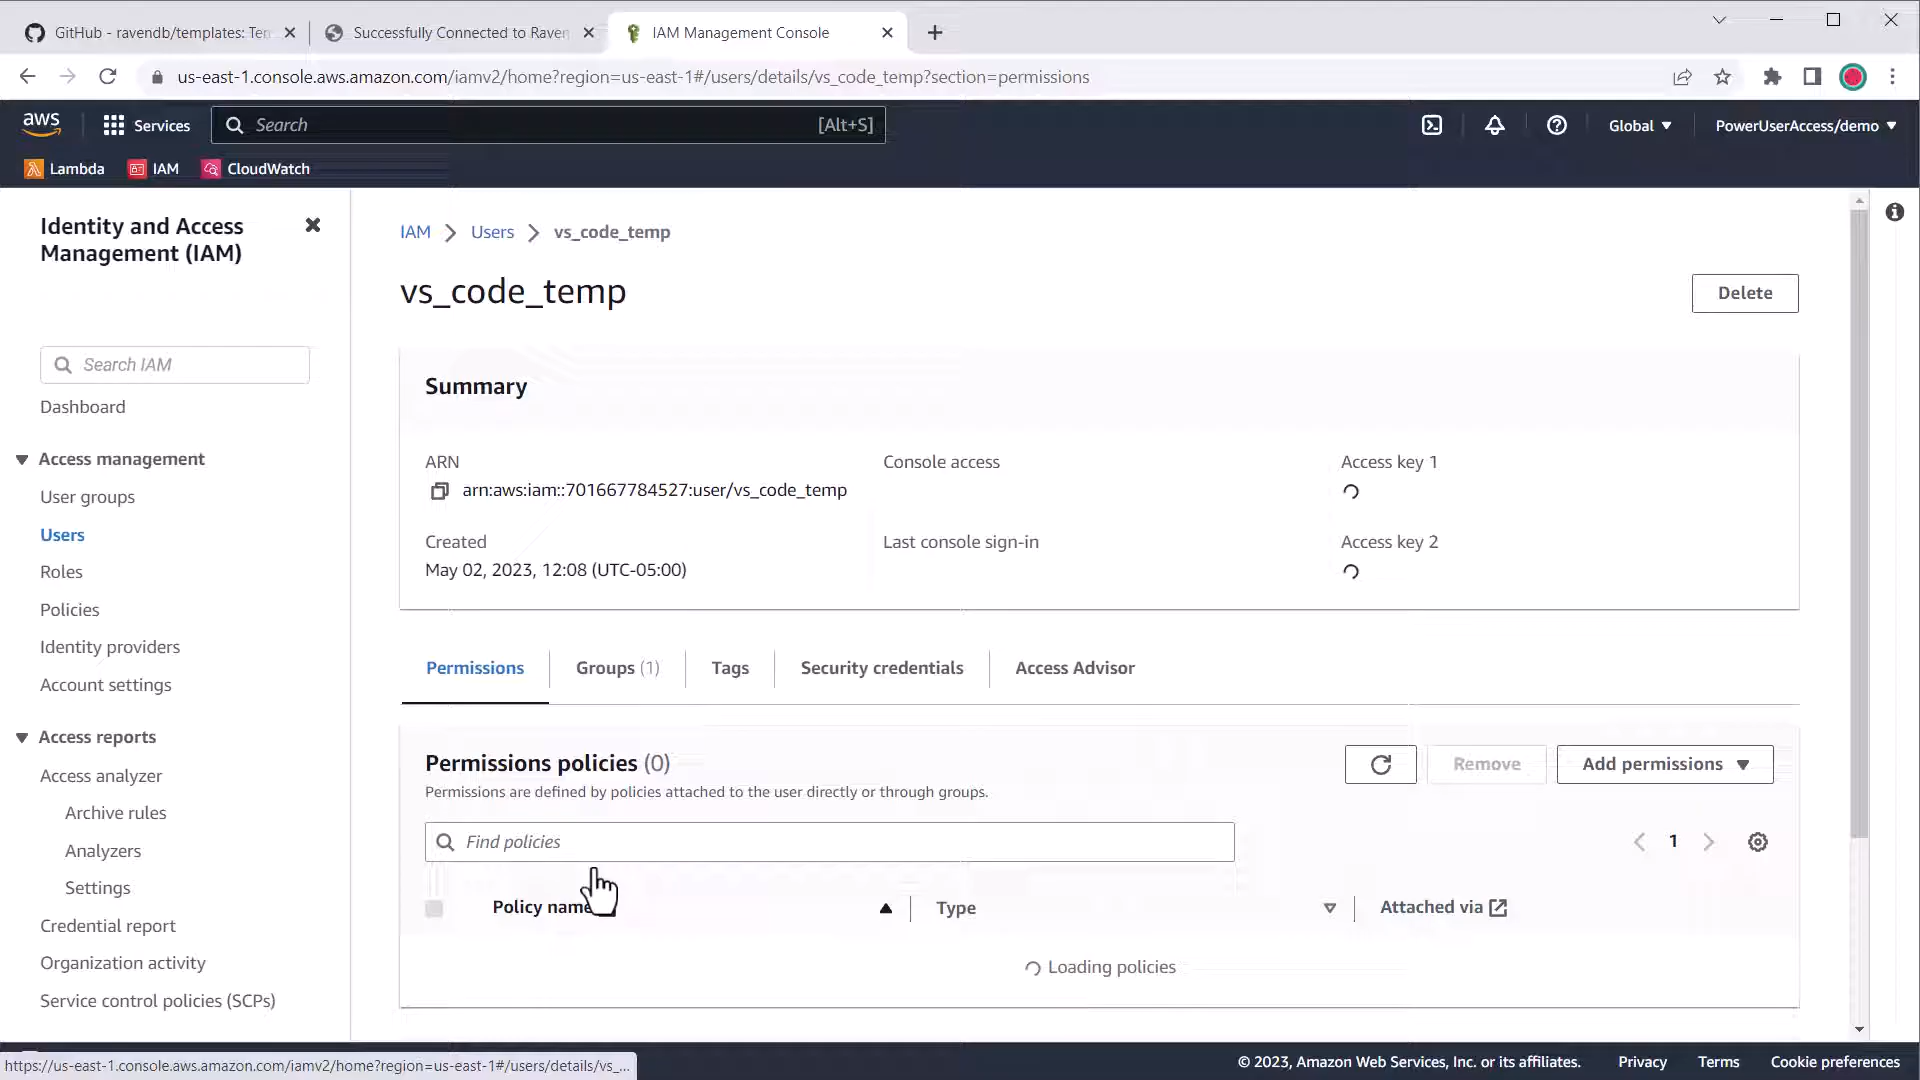 GitHub - ravendb/templates: Ten
Successfully Connected to Raven
IAM Management Console
us-east-1.console.aws.amazon.com/iamv2/home?region=us-east-1#/users/details/vs_code_temp?section=permissions
aws
Services
Search
[Alt+S]
Global
PowerUserAccess/demo
Lambda
IAM
CloudWatch
Identity and Access
Management (IAM)
Search IAM
Dashboard
Access management
User groups
Users
Roles
Policies
Identity providers
Account settings
Access reports
Access analyzer
Archive rules
Analyzers
Settings
Credential report
Organization activity
Service control policies (SCPs)
IAM > Users > vs_code_temp
vs_code_temp
Delete
Summary
ARN
arn:aws:iam::701667784527:user/vs_code_temp
Console access
Access key 1
Created
May 02, 2023, 12:08 (UTC-05:00)
Last console sign-in
Access key 2
Permissions
Groups (1)
Tags
Security credentials
Access Advisor
Permissions policies (0)
Permissions are defined by policies attached to the user directly or through groups.
Remove
Add permissions
Find policies
1
Policy name
Type
Attached via
Loading policies
https://us-east-1.console.aws.amazon.com/iamv2/home?region=us-east-1#/users/details/vs_...
© 2023, Amazon Web Services, Inc. or its affiliates.
Privacy
Terms
Cookie preferences